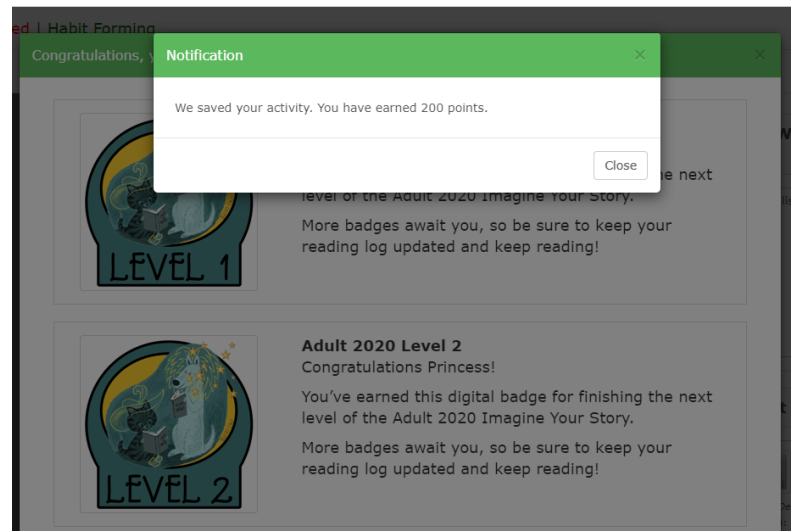 ed | Habit Forming
Congratulations, y
Notification
×
×
We saved your activity. You have earned 200 points.
Close
he next
level of the Adult 2020 Imagine Your Story.
More badges await you, so be sure to keep your
reading log updated and keep reading!
LEVEL 1
Adult 2020 Level 2
Congratulations Princess!
You've earned this digital badge for finishing the next
level of the Adult 2020 Imagine Your Story.
More badges await you, so be sure to keep your
reading log updated and keep reading!
LEVEL 2